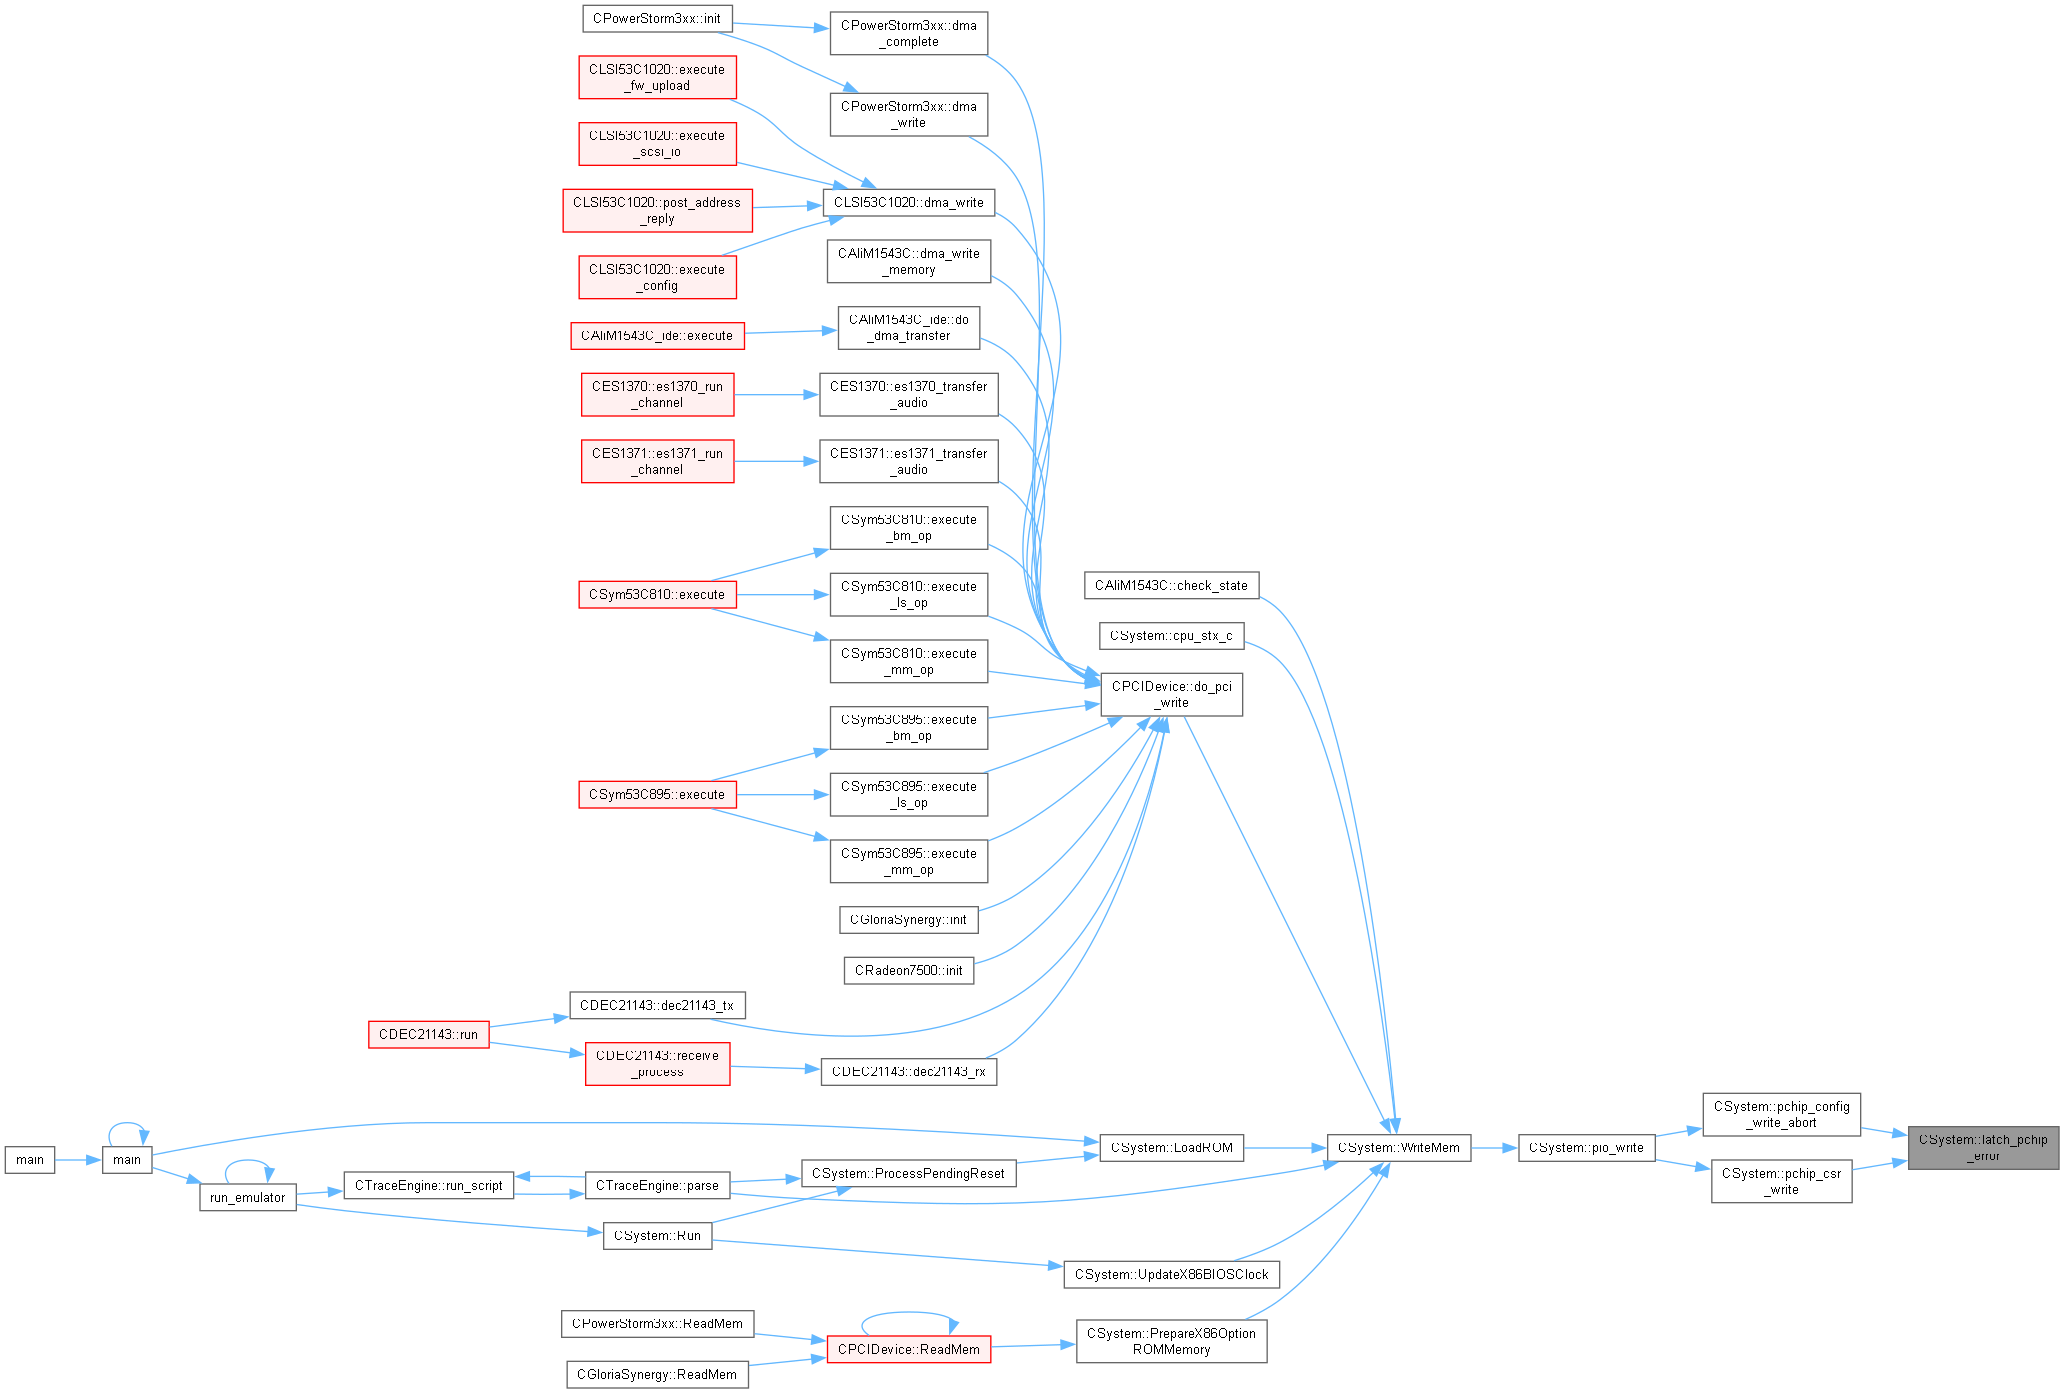 CPowerStorm3xx::init
CPowerStorm3xx::dma
_complete
CLSI53C1020::execute
_fw_upload
CPowerStorm3xx::dma
_write
CLSI53C1020::execute
_scsi_io
CLSI53C1020::post_address
_reply
CLSI53C1020::dma_write
CLSI53C1020::execute
_config
CAliM1543C::dma_write
_memory
CAliM1543C_ide::execute
CAliM1543C_ide::do
_dma_transfer
CES1370::es1370_run
_channel
CES1370::es1370_transfer
_audio
CES1371::es1371_run
_channel
CES1371::es1371_transfer
_audio
CSym53C810::execute
_bm_op
CSym53C810::execute
CSym53C810::execute
_ls_op
CSym53C810::execute
_mm_op
CAliM1543C::check_state
CSystem::cpu_stx_c
CPCIDevice::do_pci
_write
CSym53C895::execute
_bm_op
CSym53C895::execute
CSym53C895::execute
_ls_op
CSym53C895::execute
_mm_op
CGloriaSynergy::init
CRadeon7500::init
CDEC21143::dec21143_tx
CDEC21143::run
CDEC21143::receive
_process
CDEC21143::dec21143_rx
main
main
run_emulator
CTraceEngine::run_script
CTraceEngine::parse
CSystem::ProcessPendingReset
CSystem::LoadROM
CSystem::WriteMem
CSystem::pio_write
CSystem::pchip_config
_write_abort
CSystem::latch_pchip
_error
CSystem::pchip_csr
_write
CSystem::Run
CSystem::UpdateX86BIOSClock
CPowerStorm3xx::ReadMem
CPCIDevice::ReadMem
CSystem::PrepareX86Option
ROMMemory
CGloriaSynergy::ReadMem